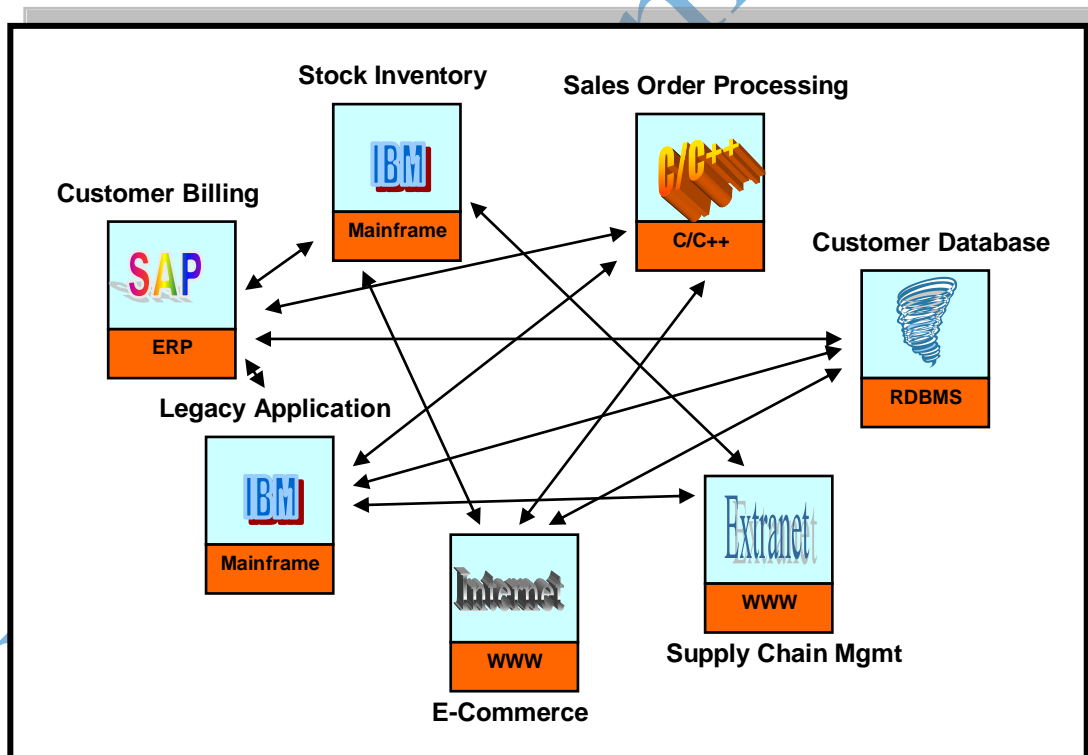 Stock Inventory
IBM
Mainframe
Sales Order Processing
C/C++
C/C++
Customer Billing
SAP
ERP
Customer Database
RDBMS
Legacy Application
IBM
Mainframe
Internet
WWW
E-Commerce
Extranet
WWW
Supply Chain Mgmt